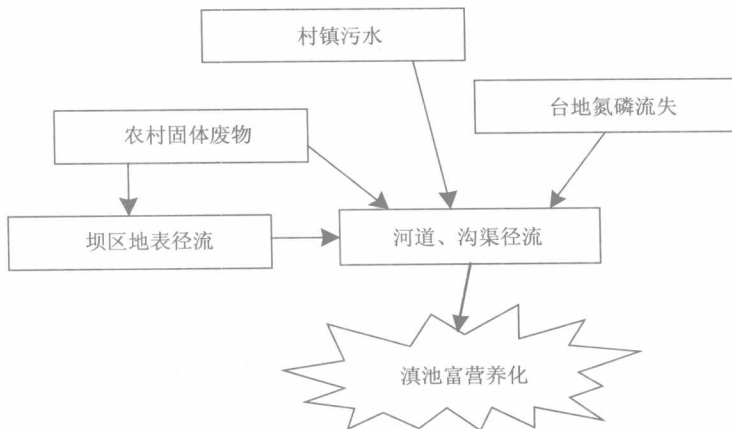 村镇污水
台地氮磷流失
农村固体废物
坝区地表径流
河道、沟渠径流
滇池富营养化